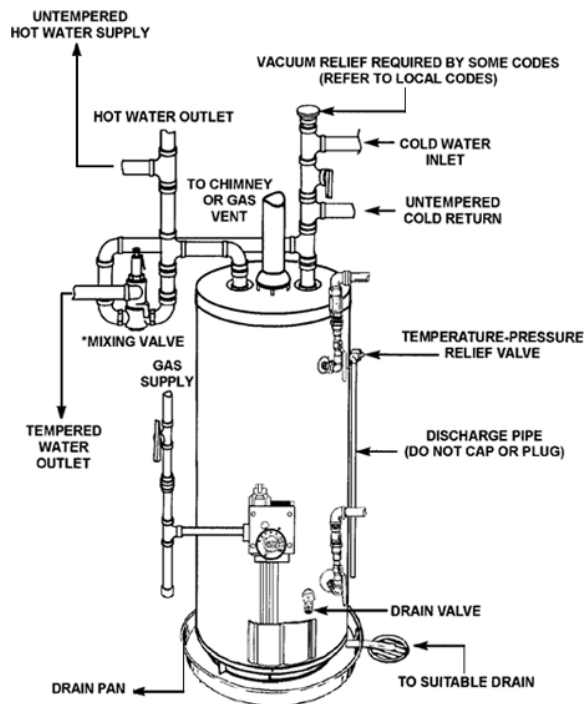 UNTEMPERED
HOT WATER SUPPLY
VACUUM RELIEF REQUIRED BY SOME CODES
(REFER TO LOCAL CODES)
HOT WATER OUTLET
COLD WATER
INLET
TO CHIMNEY
OR GAS
VENT
UNTEMPERED
COLD RETURN
*MIXING VALVE
TEMPERATURE-PRESSURE
RELIEF VALVE
GAS
SUPPLY
TEMPERED
WATER
OUTLET
DISCHARGE PIPE
(DO NOT CAP OR PLUG)
DRAIN VALVE
TO SUITABLE DRAIN
DRAIN PAN